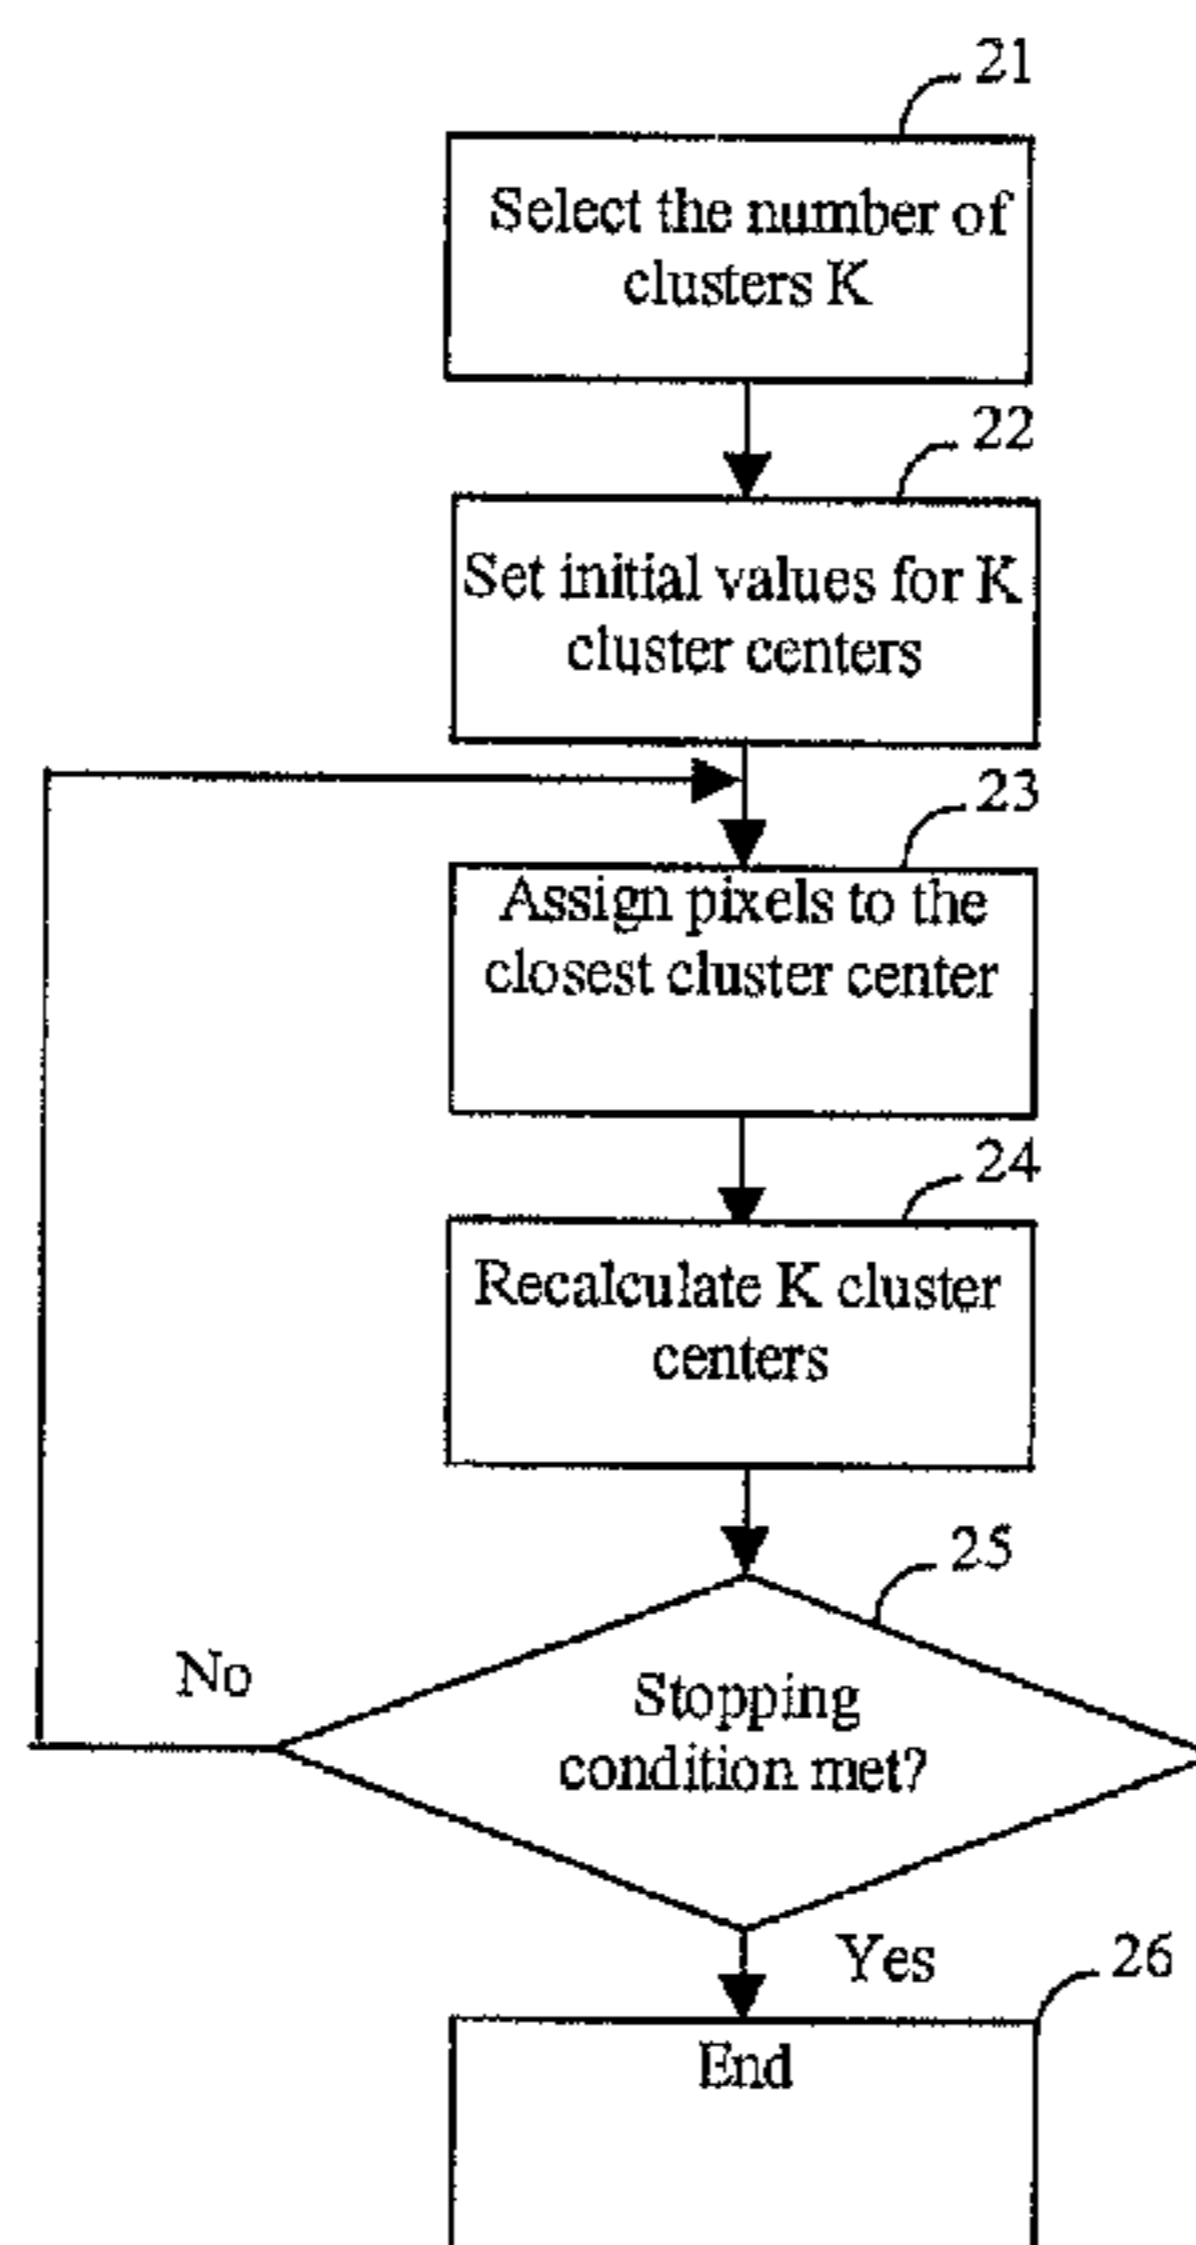 21
Select the number of
clusters K
22
Set initial values for K
cluster centers
23
Assign pixels to the
closest cluster center
24
Recalculate K cluster
centers
25
No
Stopping
condition met?
Yes
26
End